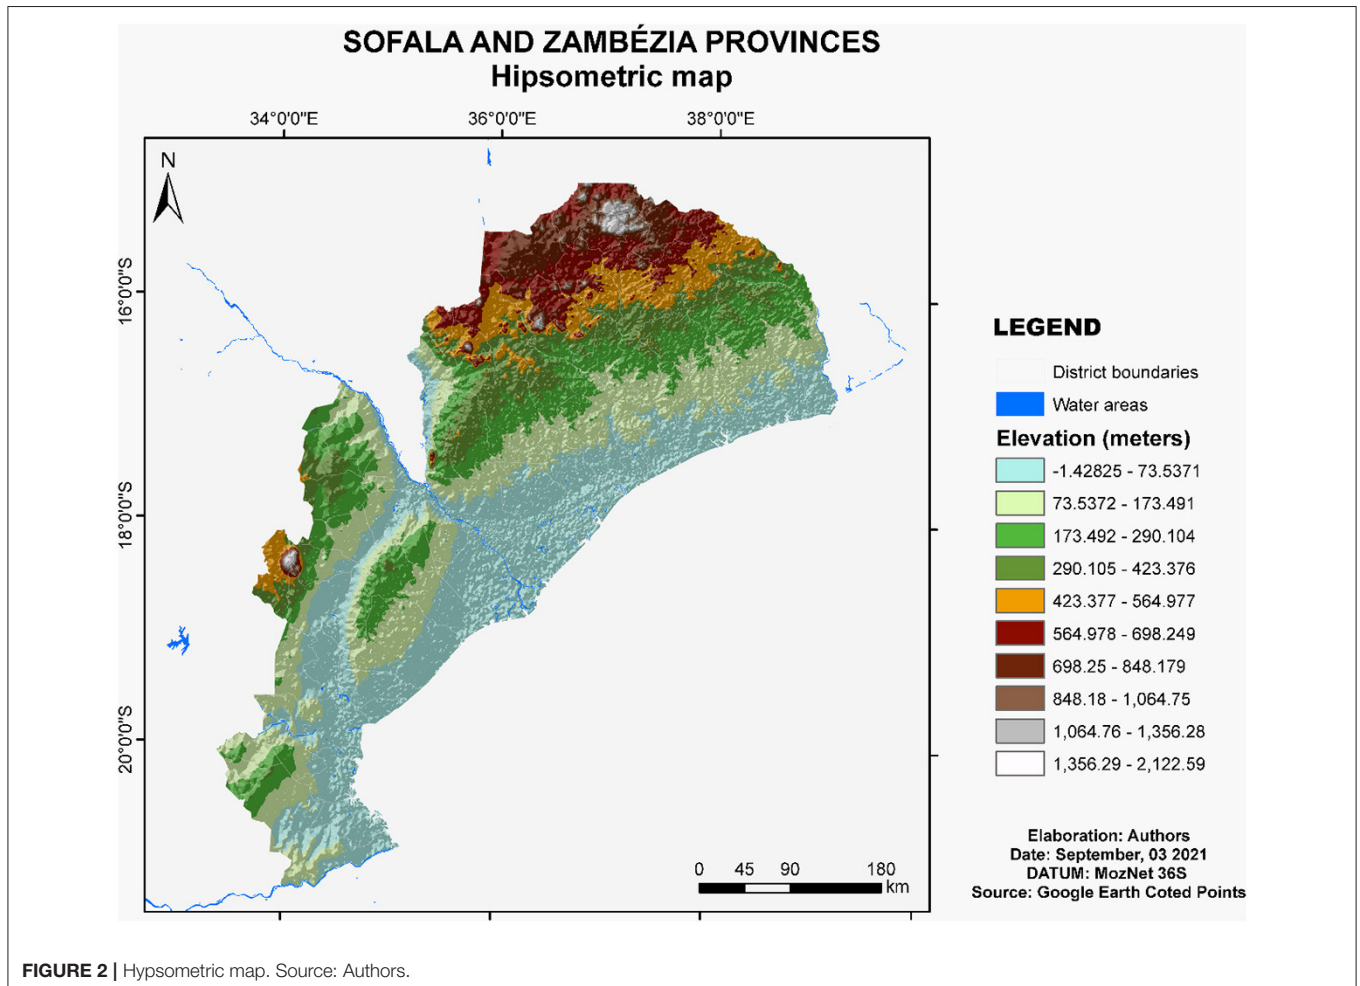 SOFALA AND ZAMBÉZIA PROVINCES
Hipsometric map
34°0'0"E 36°0'0"E 38°0'0"E
N
16°0'0"S
18°0'0"S
20°0'0"S
0 45 90 180
km
LEGEND
District boundaries
Water areas
Elevation (meters)
-1.42825 - 73.5371
73.5372 - 173.491
173.492 - 290.104
290.105 - 423.376
423.377 - 564.977
564.978 - 698.249
698.25 - 848.179
848.18 - 1,064.75
1,064.76 - 1,356.28
1,356.29 - 2,122.59
Elaboration: Authors
Date: September, 03 2021
DATUM: MozNet 36S
Source: Google Earth Coted Points
FIGURE 2 | Hypsometric map. Source: Authors.